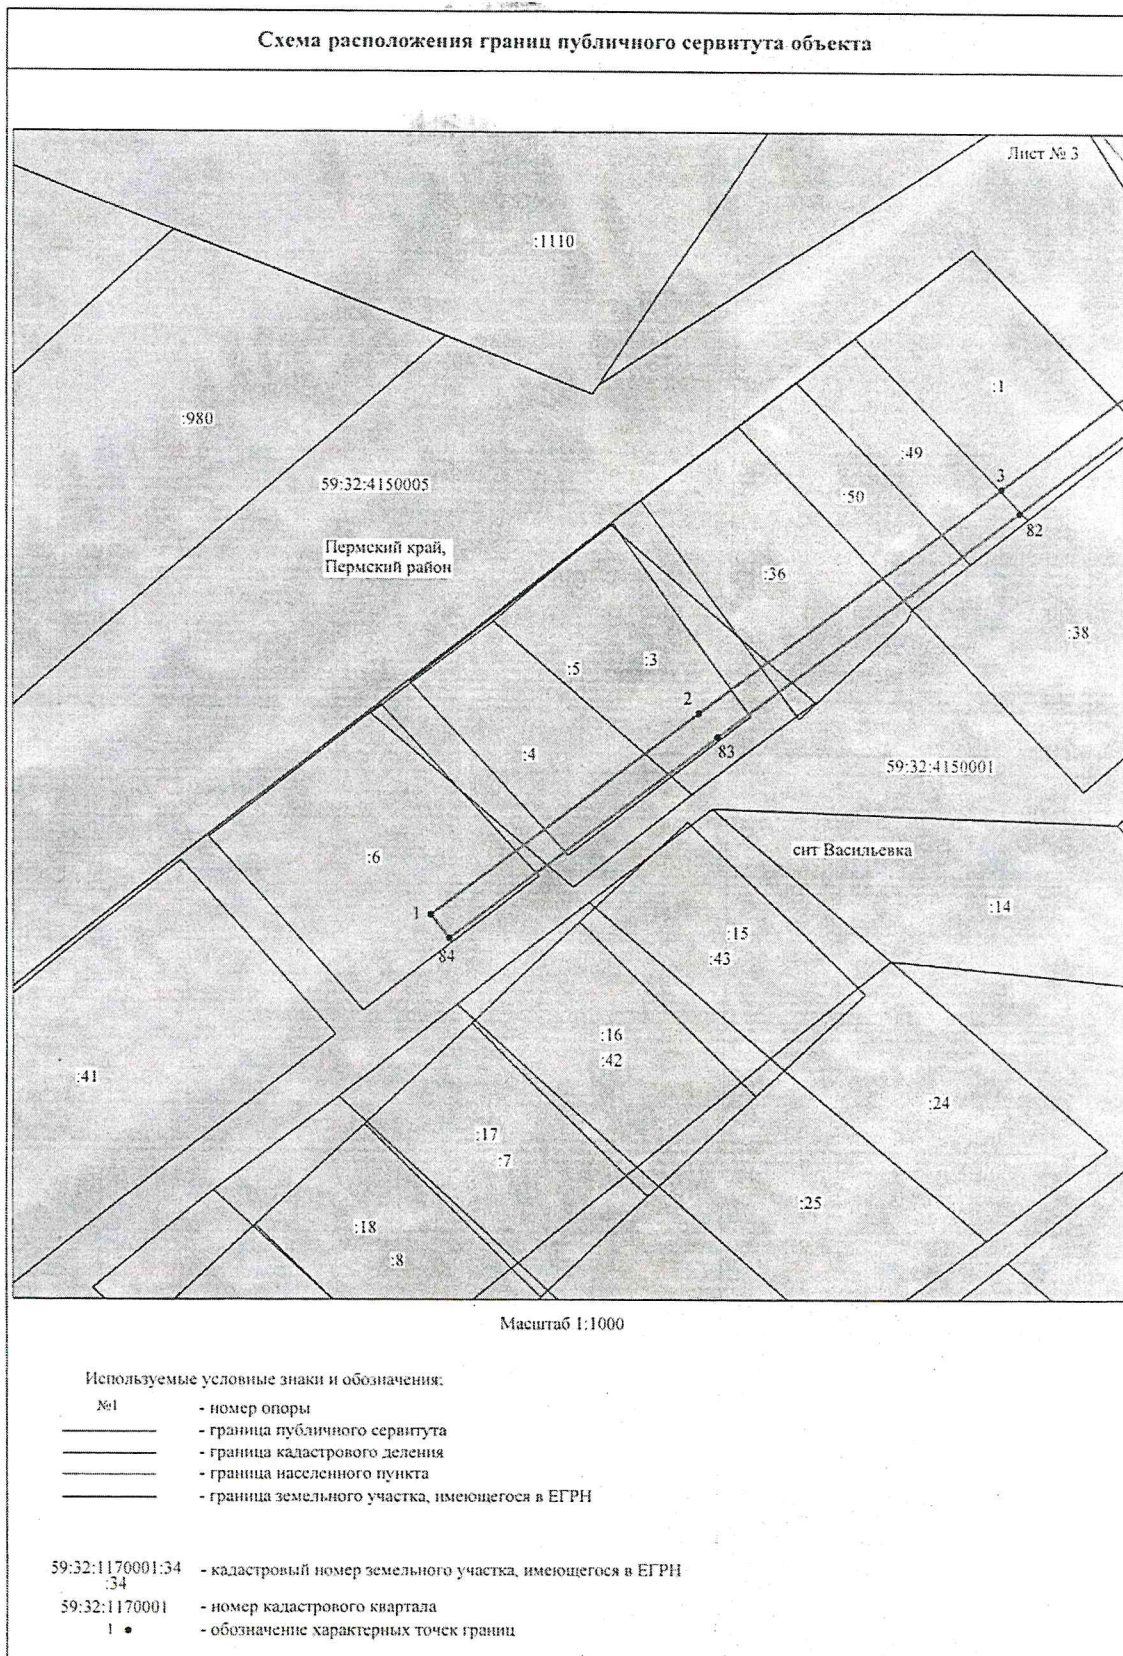 Схема расположения границ публичного сервитута объекта
Лист № 3
:1110
:1
:980
:49
59:32:4150005
:50
3
82
Пермский край,
Пермский район
:36
:38
:3
:5
2
:4
83
59:32:4150001
снт Васильевка
:6
1
84
:14
:15
:43
:16
:42
:41
:24
:17
:7
:25
:18
:8
Масштаб 1:1000
Используемые условные знаки и обозначения:
№1 - номер опоры
- граница публичного сервитута
- граница кадастрового деления
- граница населенного пункта
- граница земельного участка, имеющегося в ЕГРН
59:32:1170001:34 - кадастровый номер земельного участка, имеющегося в ЕГРН
:34
59:32:1170001 - номер кадастрового квартала
1 ● - обозначение характерных точек границ